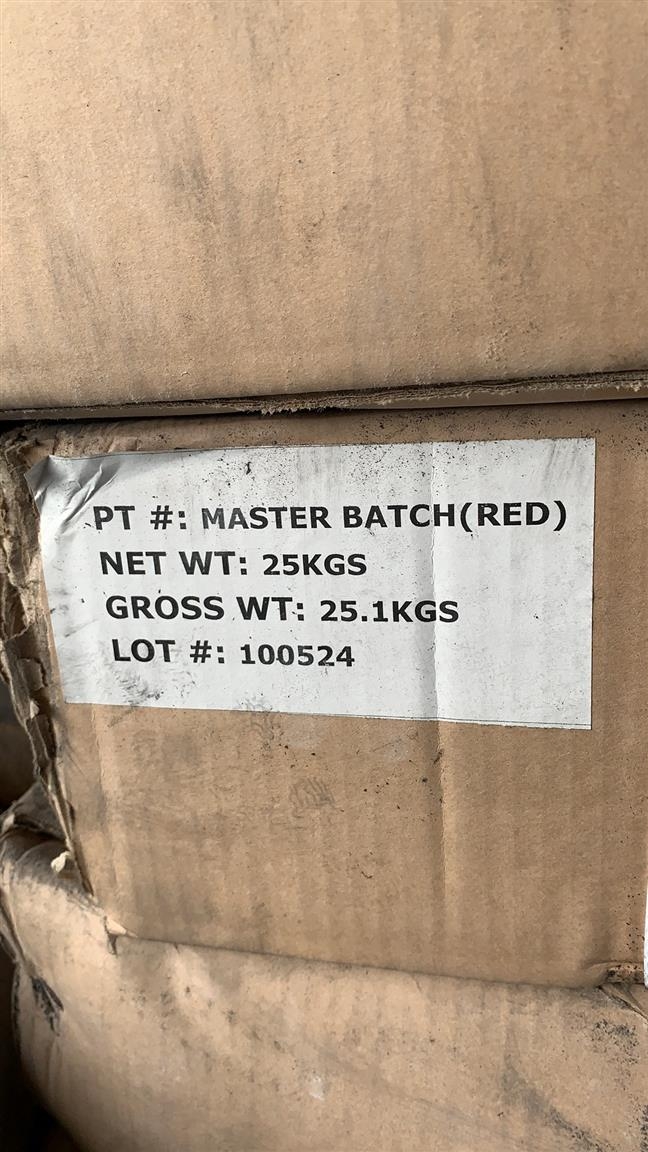 PT #: MASTER BATCH(RED)
NET WT: 25KGS
GROSS WT: 25.1KGS
LOT #: 100524